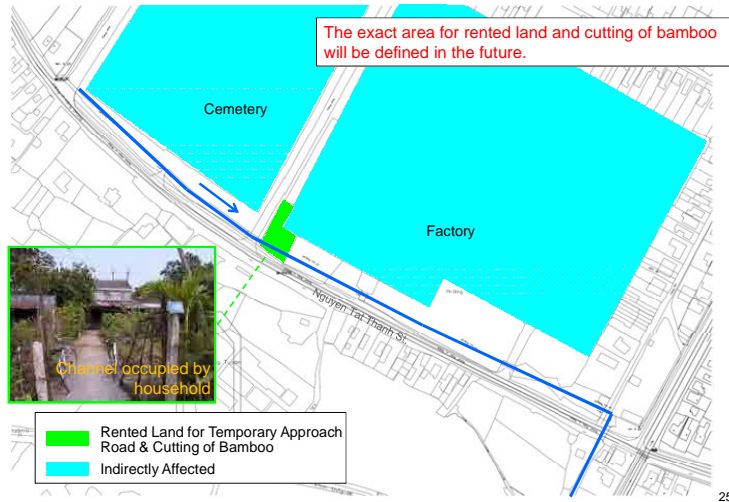 The exact area for rented land and cutting of bamboo
will be defined in the future.
Cemetery
Factory
Nguyen Tat Thanh St.
Channel occupied by
household
Rented Land for Temporary Approach
Road & Cutting of Bamboo
Indirectly Affected
25